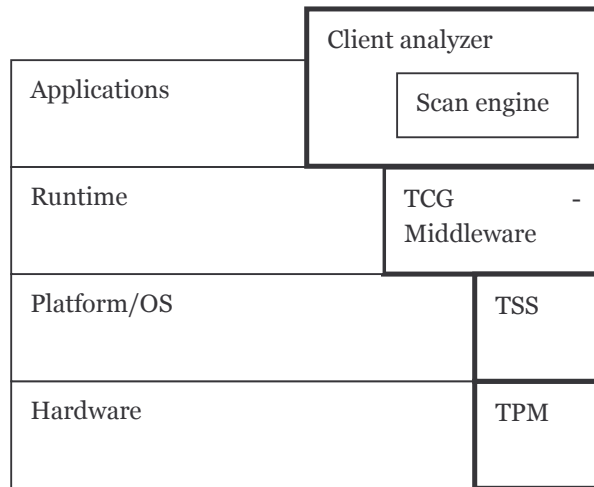 Client analyzer
Applications
Scan engine
Runtime
TCG -
Middleware
Platform/OS
TSS
Hardware
TPM